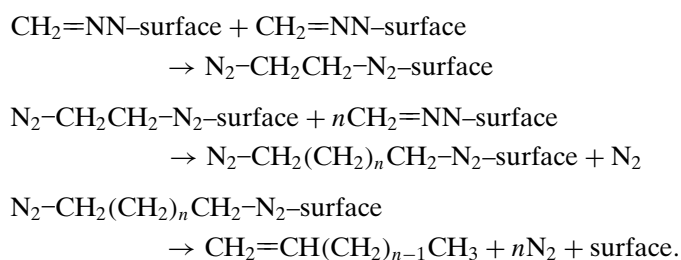 CH₂=NN–surface + CH₂=NN–surface
→ N₂–CH₂CH₂–N₂–surface
N₂–CH₂CH₂–N₂–surface + nCH₂=NN–surface
→ N₂–CH₂(CH₂)ₙCH₂–N₂–surface + N₂
N₂–CH₂(CH₂)ₙCH₂–N₂–surface
→ CH₂=CH(CH₂)ₙ₋₁CH₃ + nN₂ + surface.